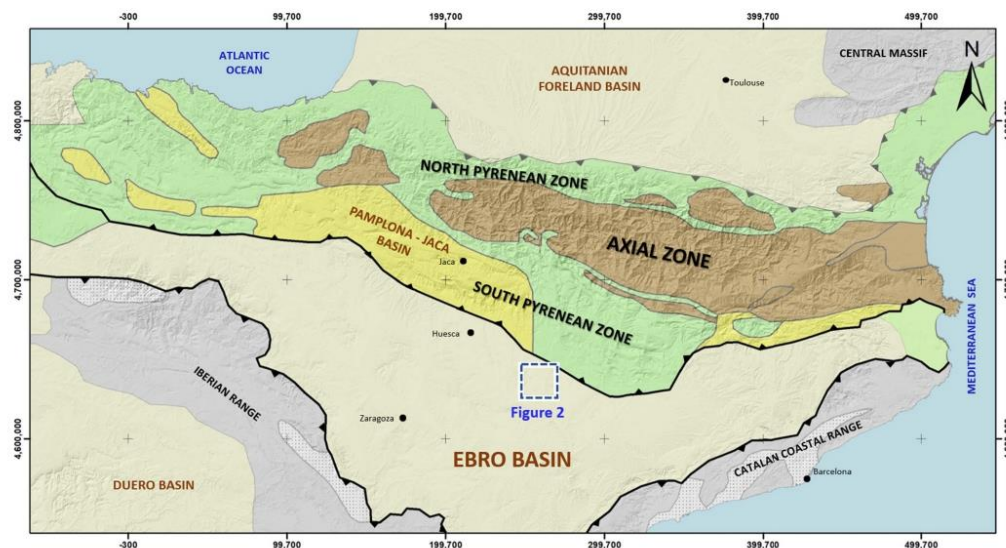 -300 99,700 199,700 299,700 399,700 499,700
ATLANTIC
OCEAN
CENTRAL MASSIF
N
AQUITANIAN
FORELAND BASIN
Toulouse
4,800,000
NORTH PYRENEAN ZONE
PAMPLONA - JACA
BASIN
AXIAL ZONE
Jaca
4,700,000
SOUTH PYRENEAN ZONE
MEDITERRANEAN SEA
Huesca
IBERIAN RANGE
Figure 2
Zaragoza
4,600,000
EBRO BASIN
CATALAN COASTAL RANGE
Barcelona
DUERO BASIN
-300 99,700 199,700 299,700 399,700 499,700